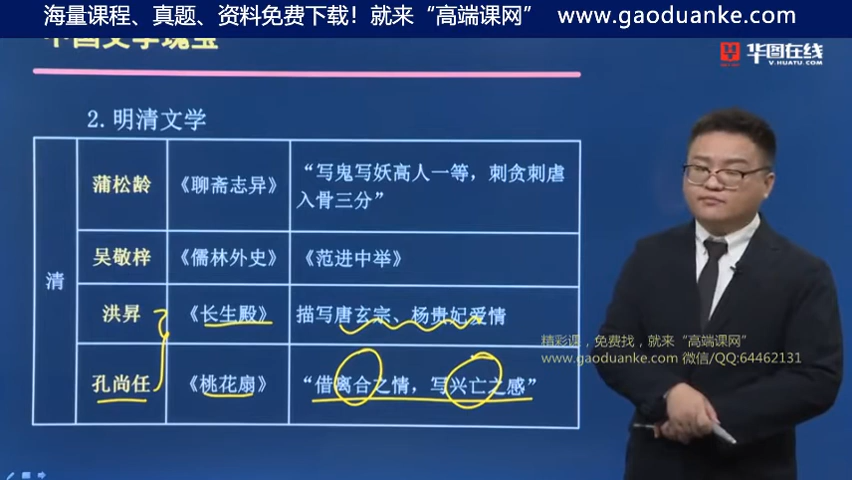 海量课程、真题、资料免费下载！就来“高端课网” www.gaoduanke.com
中国文学瑰宝
华图在线
V.HUATU.COM
2.明清文学
清
蒲松龄 《聊斋志异》 “写鬼写妖高人一等，刺贪刺虐
入骨三分”
吴敬梓 《儒林外史》 《范进中举》
洪昇 《长生殿》 描写唐玄宗、杨贵妃爱情
孔尚任 《桃花扇》 “借离合之情，写兴亡之感”
精彩课，免费找，就来“高端课网”
www.gaoduanke.com 微信/QQ:64462131